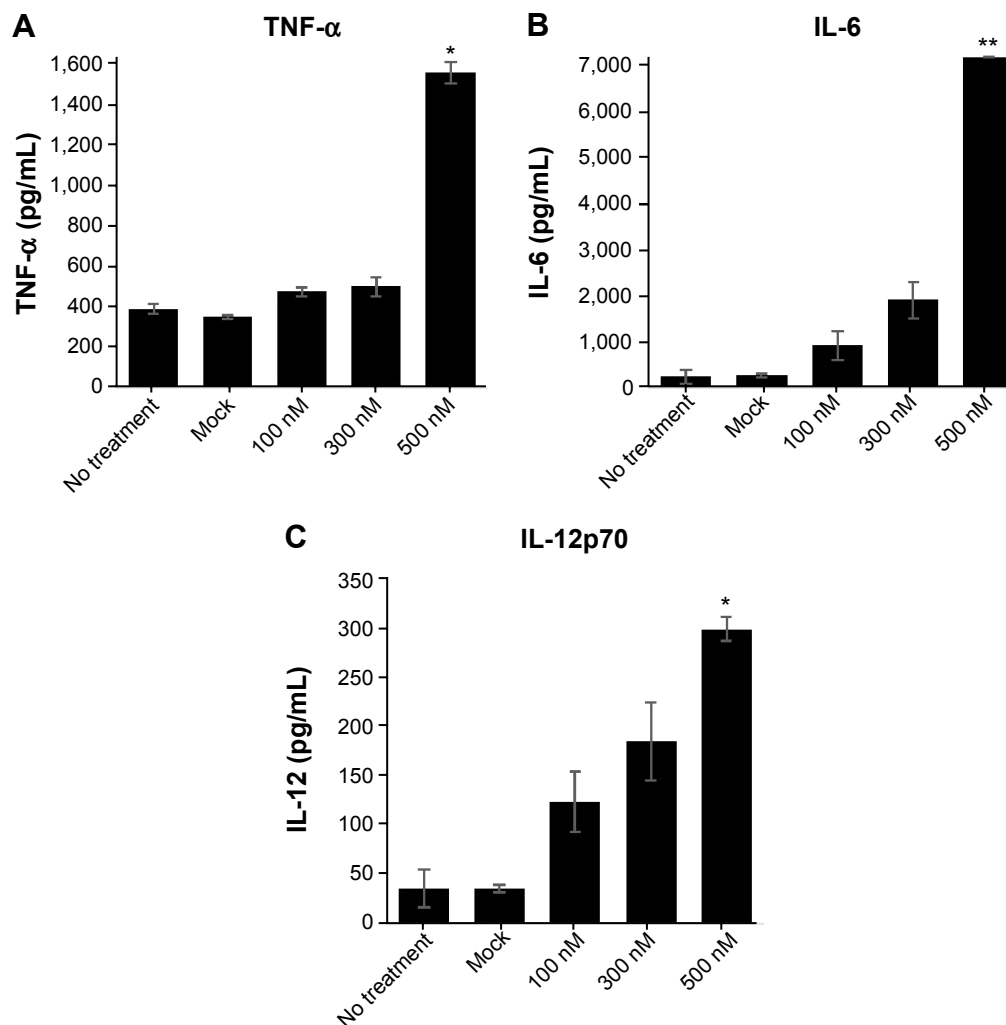 A
TNF-α
TNF-α (pg/mL)
1,600
1,400
1,200
1,000
800
600
400
200
0
*
No treatment
Mock
100 nM
300 nM
500 nM
B
IL-6
IL-6 (pg/mL)
7,000
6,000
5,000
4,000
3,000
2,000
1,000
0
**
No treatment
Mock
100 nM
300 nM
500 nM
C
IL-12p70
IL-12 (pg/mL)
350
300
250
200
150
100
50
0
*
No treatment
Mock
100 nM
300 nM
500 nM